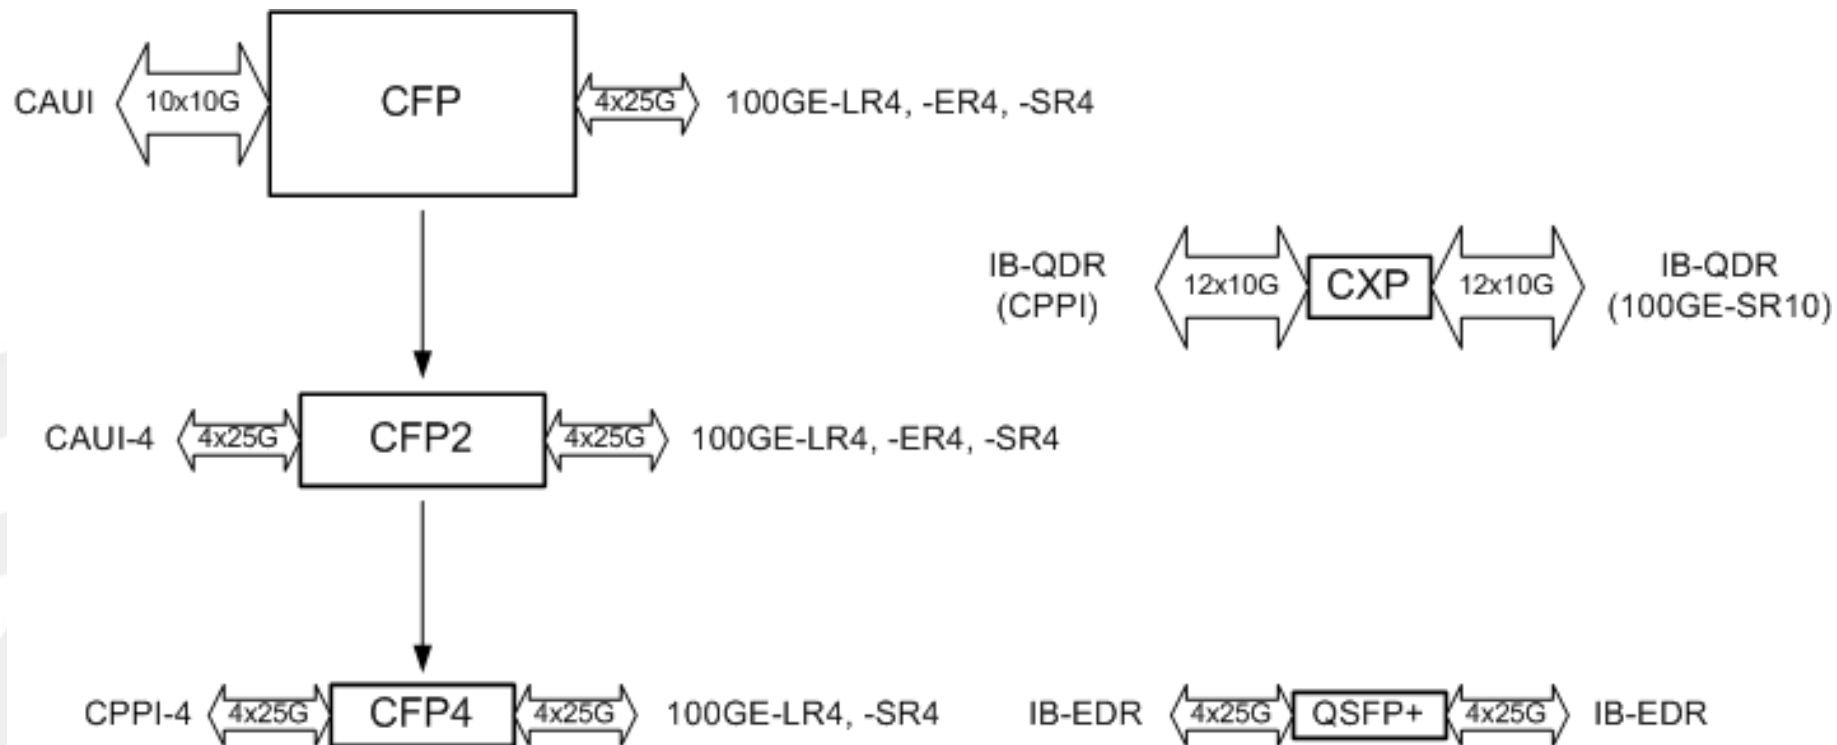 CAUI 10x10G CFP 4x25G 100GE-LR4, -ER4, -SR4
IB-QDR
(CPPI)
12x10G CXP 12x10G
IB-QDR
(100GE-SR10)
CAUI-4 4x25G CFP2 4x25G 100GE-LR4, -ER4, -SR4
CPPI-4 4x25G CFP4 4x25G 100GE-LR4, -SR4
IB-EDR 4x25G QSFP+ 4x25G IB-EDR